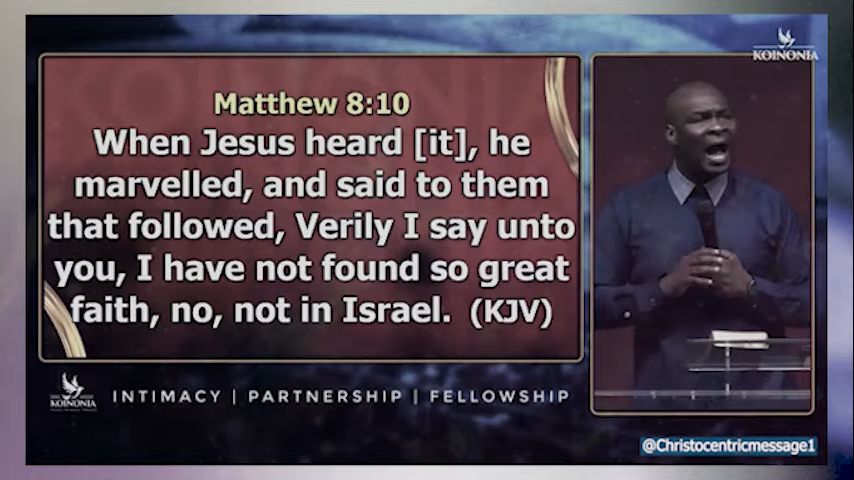 KOINONIA
Matthew 8:10
When Jesus heard [it], he
marvelled, and said to them
that followed, Verily I say unto
you, I have not found so great
faith, no, not in Israel. (KJV)
KOINONIA
INTIMACY | PARTNERSHIP | FELLOWSHIP
@Christocentricmessage1